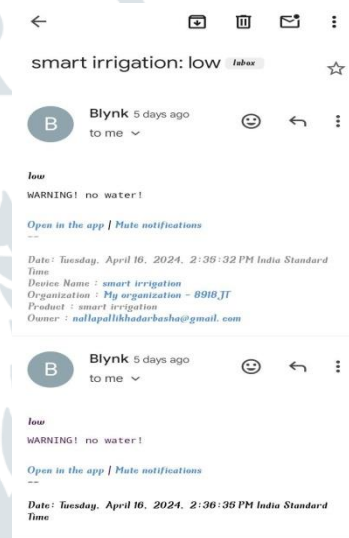 smart irrigation: low Inbox
B
Blynk 5 days ago
to me
low
WARNING! no water!
Open in the app | Mute notifications
--
Date: Tuesday, April 16, 2024, 2:35:32 PM India Standard
Time
Device Name : smart irrigation
Organization : My organization - 8918JT
Product : smart irrigation
Owner : nallapallikhadarbasha@gmail.com
B
Blynk 5 days ago
to me
low
WARNING! no water!
Open in the app | Mute notifications
--
Date: Tuesday, April 16, 2024, 2:36:35 PM India Standard
Time